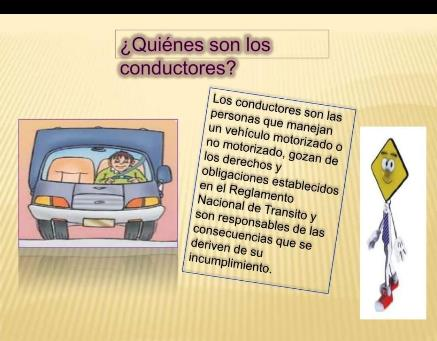 ¿Quiénes son los
conductores?
Los conductores son las
personas que manejan
un vehículo motorizado o
no motorizado, gozan de
los derechos y
obligaciones establecidos
en el Reglamento
Nacional de Transito y
son responsables de las
consecuencias que se
deriven de su
incumplimiento.